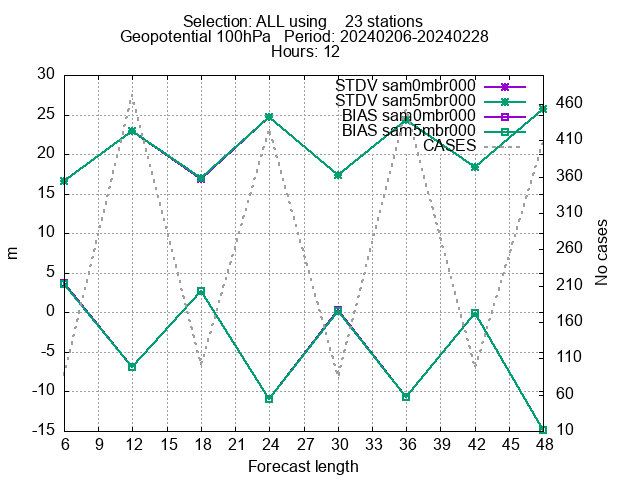 Selection: ALL using 23 stations
Geopotential 100hPa Period: 20240206-20240228
Hours: 12
STDV sam0mbr000
STDV sam5mbr000
BIAS sam0mbr000
BIAS sam5mbr000
CASES
30
25
20
15
10
5
0
-5
-10
-15
m
460
410
360
310
260
210
160
110
60
10
No cases
6 9 12 15 18 21 24 27 30 33 36 39 42 45 48
Forecast length